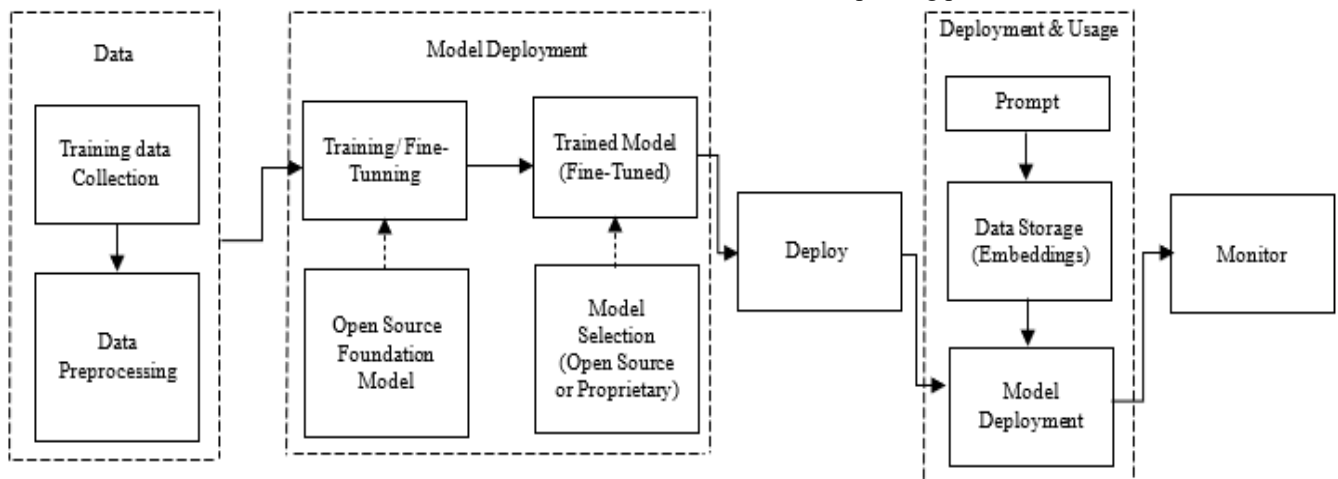 Data
Training data
Collection
Data
Preprocessing
Model Deployment
Training/Fine-
Tunning
Trained Model
(Fine-Tuned)
Open Source
Foundation
Model
Model
Selection
(Open Source
or Proprietary)
Deploy
Deployment & Usage
Prompt
Data Storage
(Embeddings)
Model
Deployment
Monitor